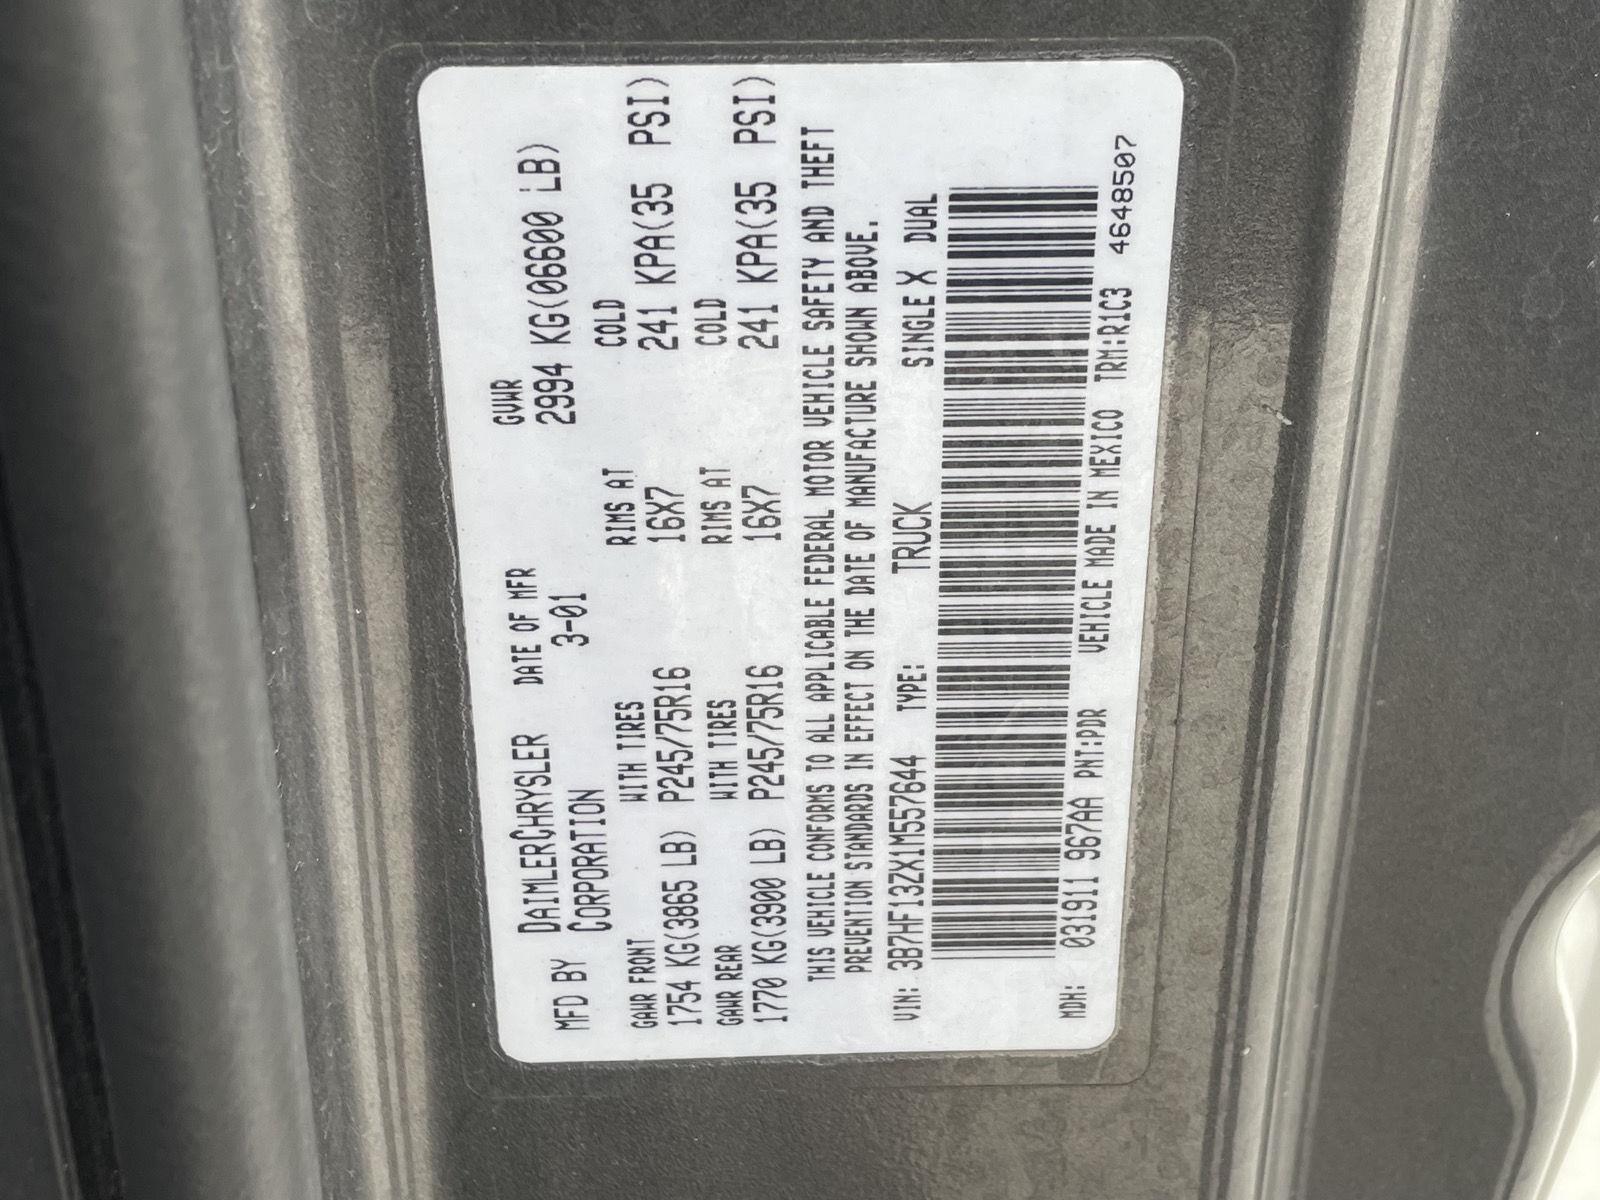 MFD BY DAIMLERCHRYSLER DATE OF MFR GVWR
CORPORATION 3-01 2994 KG(06600 LB)
GAWR FRONT WITH TIRES RIMS AT COLD
1754 KG(3865 LB) P245/75R16 16X7 241 KPA(35 PSI)
GAWR REAR WITH TIRES RIMS AT COLD
1770 KG(3900 LB) P245/75R16 16X7 241 KPA(35 PSI)
THIS VEHICLE CONFORMS TO ALL APPLICABLE FEDERAL MOTOR VEHICLE SAFETY AND THEFT
PREVENTION STANDARDS IN EFFECT ON THE DATE OF MANUFACTURE SHOWN ABOVE.
VIN: 3B7HF13ZX1M557644 TYPE: TRUCK SINGLE X DUAL
MDH: 031911 967AA PNT:PDR VEHICLE MADE IN MEXICO TRM:R1C3 4648507